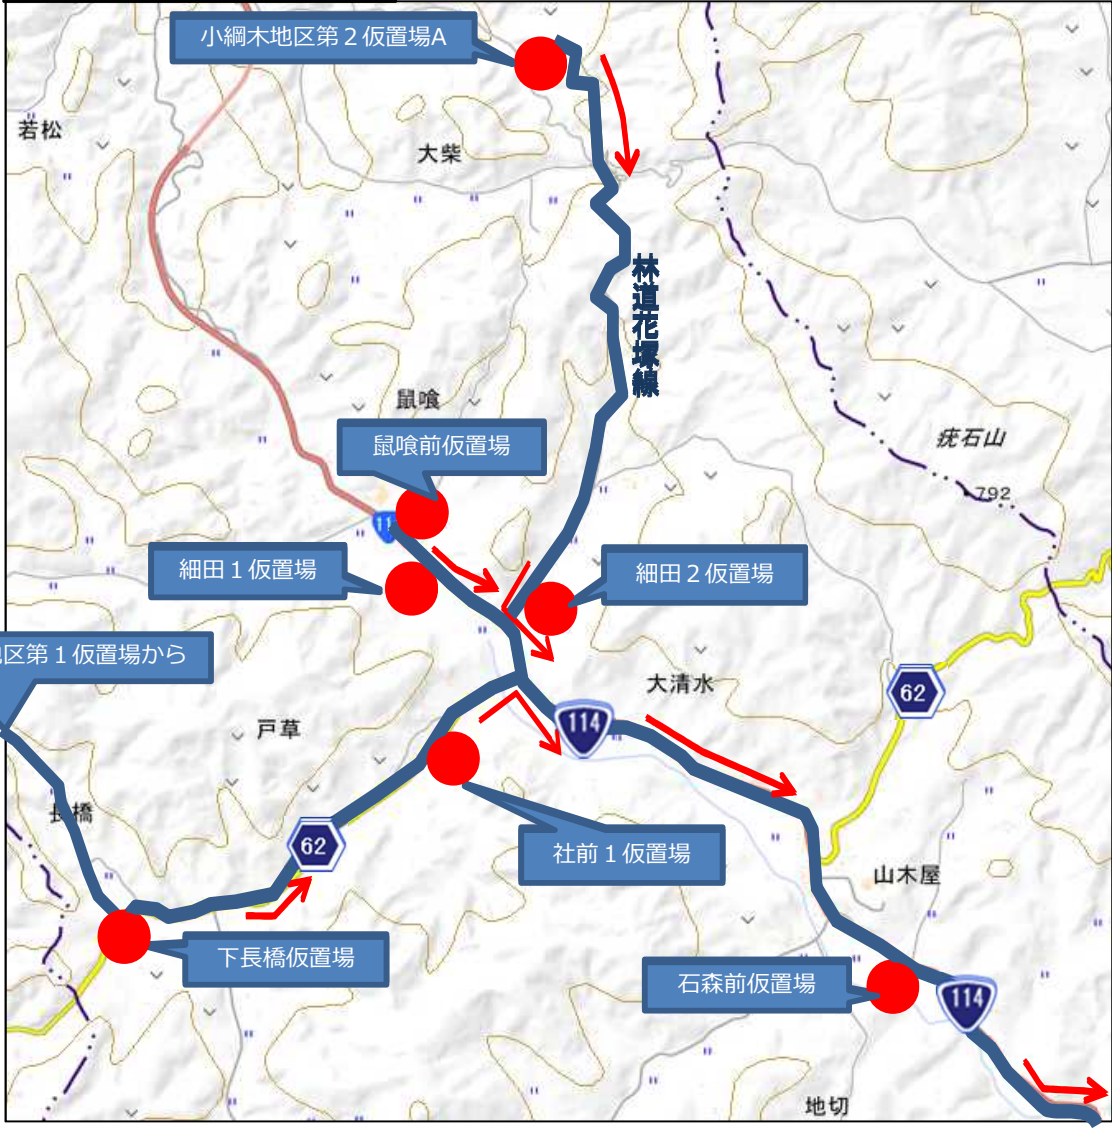 小綱木地区第２仮置場A
若松
大柴
林道花塚線
鼠喰
鼠喰前仮置場
疣石山
792
11
細田１仮置場
細田２仮置場
区第１仮置場から
大清水
62
114
戸草
長橋
62
社前１仮置場
山木屋
下長橋仮置場
石森前仮置場
114
地切